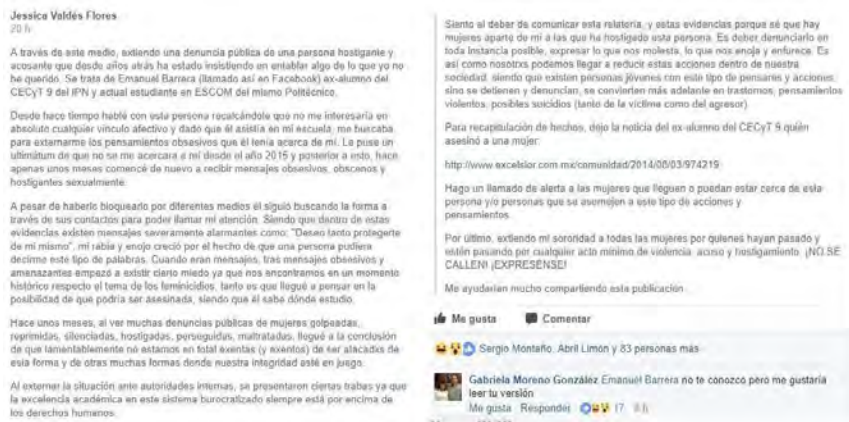 Jessica Valdés Flores
20 h
A través de este medio, extiendo una denuncia pública de una persona hostigante y
acosante que desde años atrás ha estado insistiendo en entablar algo de lo que yo no
he querido. Se trata de Emanuel Barrera (llamado así en Facebook) ex-alumno del
CECyT 9 del IPN y actual estudiante en ESCOM del mismo Politécnico.
Desde hace tiempo hablé con esta persona recalcándole que no me interesaría en
absoluto cualquier vínculo afectivo y dado que él asistía en mi escuela, me buscaba
para externarme los pensamientos obsesivos que él tenía acerca de mí. Le puse un
ultimátum de que no se me acercara a mí desde el año 2015 y posterior a esto, hace
apenas unos meses comencé de nuevo a recibir mensajes obsesivos, obscenos y
hostigantes sexualmente.
A pesar de haberlo bloqueado por diferentes medios él siguió buscando la forma a
través de sus contactos para poder llamar mi atención. Siendo que dentro de estas
evidencias existen mensajes severamente alarmantes como: "Deseo tanto protegerte
de mí mismo", mi rabia y enojo creció por el hecho de que una persona pudiera
decirme este tipo de palabras. Cuando eran mensajes, tras mensajes obsesivos y
amenazantes empezó a existir cierto miedo ya que nos encontramos en un momento
histórico respecto el tema de los feminicidios, tanto es que llegué a pensar en la
posibilidad de que podría ser asesinada, siendo que él sabe dónde estudio.
Hace unos meses, al ver muchas denuncias públicas de mujeres golpeadas,
reprimidas, silenciadas, hostigadas, perseguidas, maltratadas, llegué a la conclusión
de que lamentablemente no estamos en total exentas (y exentos) de ser atacadxs de
esta forma y de otras muchas formas donde nuestra integridad esté en juego.
Al externar la situación ante autoridades internas, se presentaron ciertas trabas ya que
la excelencia académica en este sistema burocratizado siempre está por encima de
los derechos humanos.
Siento el deber de comunicar esta relatoría, y estas evidencias porque sé que hay
mujeres aparte de mí a las que ha hostigado esta persona. Es deber denunciarlo en
toda instancia posible, expresar lo que nos molesta, lo que nos enoja y enfurece. Es
así como nosotrxs podemos llegar a reducir estas acciones dentro de nuestra
sociedad, siendo que existen personas jóvenes con este tipo de pensares y acciones,
sino se detienen y denuncian, se convierten más adelante en trastornos, pensamientos
violentos, posibles suicidios (tanto de la víctima como del agresor).
Para recapitulación de hechos, dejo la noticia del ex-alumno del CECyT 9 quién
asesinó a una mujer:
http://www.excelsior.com.mx/comunidad/2014/08/03/974219
Hago un llamado de alerta a las mujeres que lleguen o puedan estar cerca de esta
persona y/o personas que se asemejen a este tipo de acciones y
pensamientos.
Por último, extiendo mi sororidad a todas las mujeres por quienes hayan pasado y
estén pasando por cualquier acto mínimo de violencia, acoso y hostigamiento. ¡NO SE
CALLEN! ¡EXPRÉSENSE!
Me ayudarían mucho compartiendo esta publicación.
Me gusta Comentar
Sergio Montaño, Abril Limón y 83 personas más
Gabriela Moreno González Emanuel Barrera no te conozco pero me gustaría
leer tu versión
Me gusta · Responder · 17 · 8 h